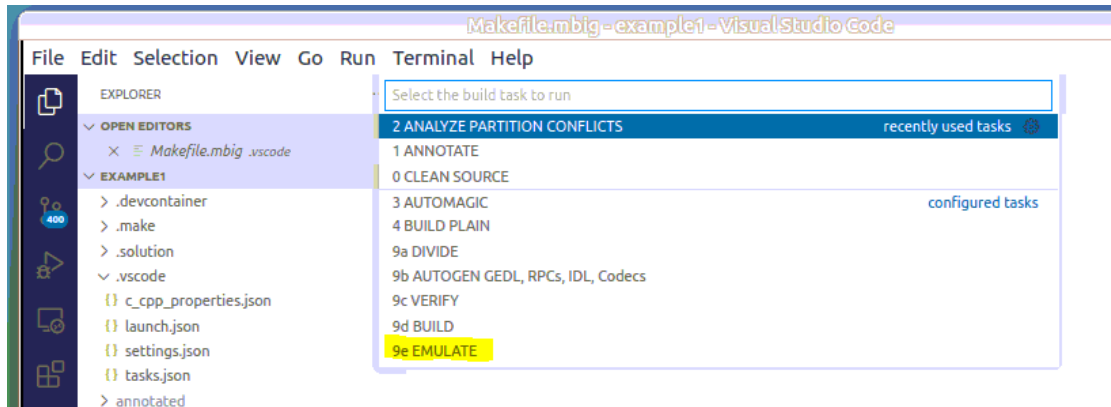 Makefile.mbig - example1 - Visual Studio Code
File Edit Selection View Go Run Terminal Help
EXPLORER
Select the build task to run
OPEN EDITORS
Makefile.mbig .vscode
EXAMPLE1
.devcontainer
.make
.solution
.vscode
{} c_cpp_properties.json
{} launch.json
{} settings.json
{} tasks.json
annotated
400
2 ANALYZE PARTITION CONFLICTS recently used tasks
1 ANNOTATE
0 CLEAN SOURCE
3 AUTOMAGIC configured tasks
4 BUILD PLAIN
9a DIVIDE
9b AUTOGEN GEDL, RPCs, IDL, Codecs
9c VERIFY
9d BUILD
9e EMULATE